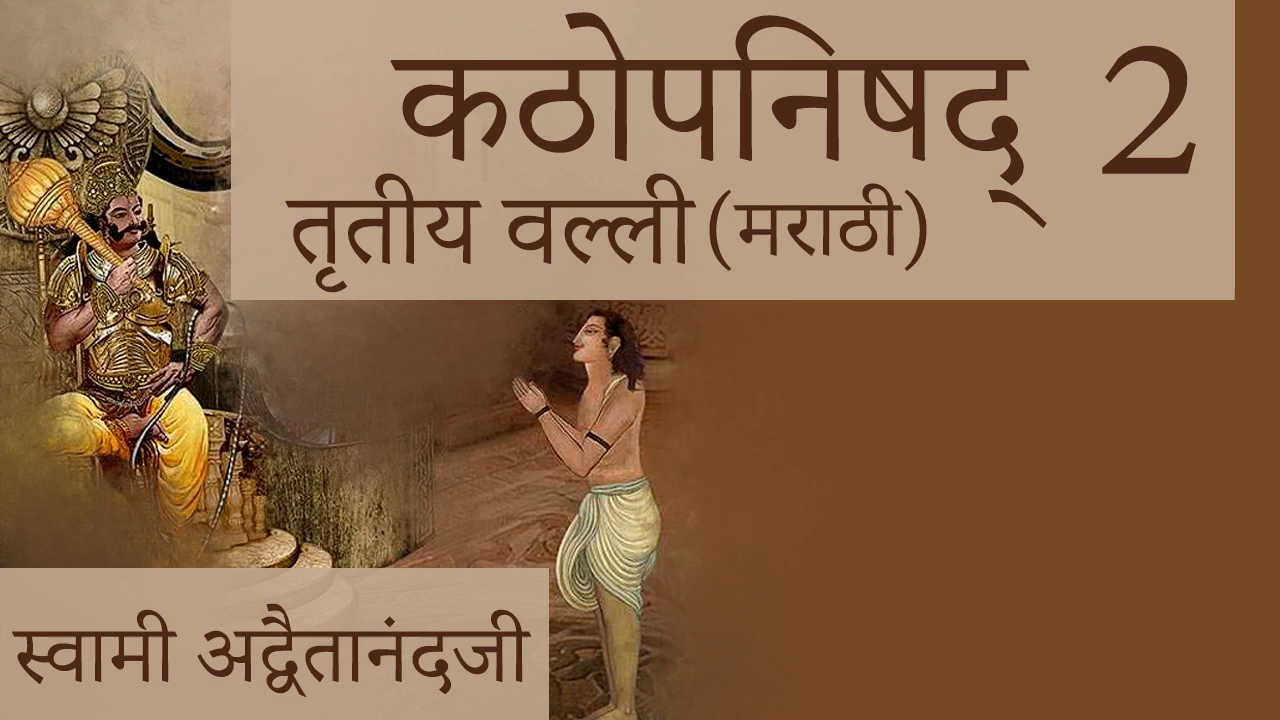 कठोपनिषद् 2
तृतीय वल्ली (मराठी)
स्वामी अद्वैतानंदजी